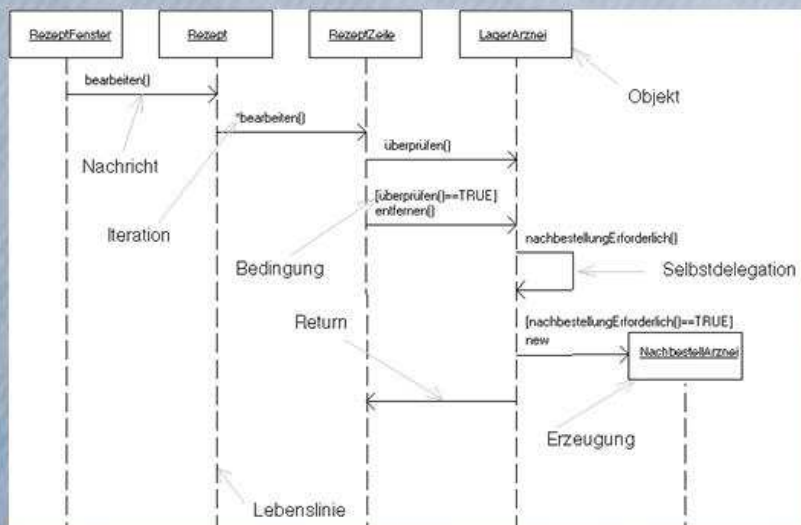 RezeptFenster
Rezept
RezeptZeile
LagerArznei
bearbeiten()
Objekt
*bearbeiten()
Nachricht
überprüfen()
[überprüfen()==TRUE]
entfernen()
Iteration
nachbestellungErforderlich()
Bedingung
Selbstdelegation
Return
[nachbestellungErforderlich()==TRUE]
new
NachbestellArznei
Erzeugung
Lebenslinie